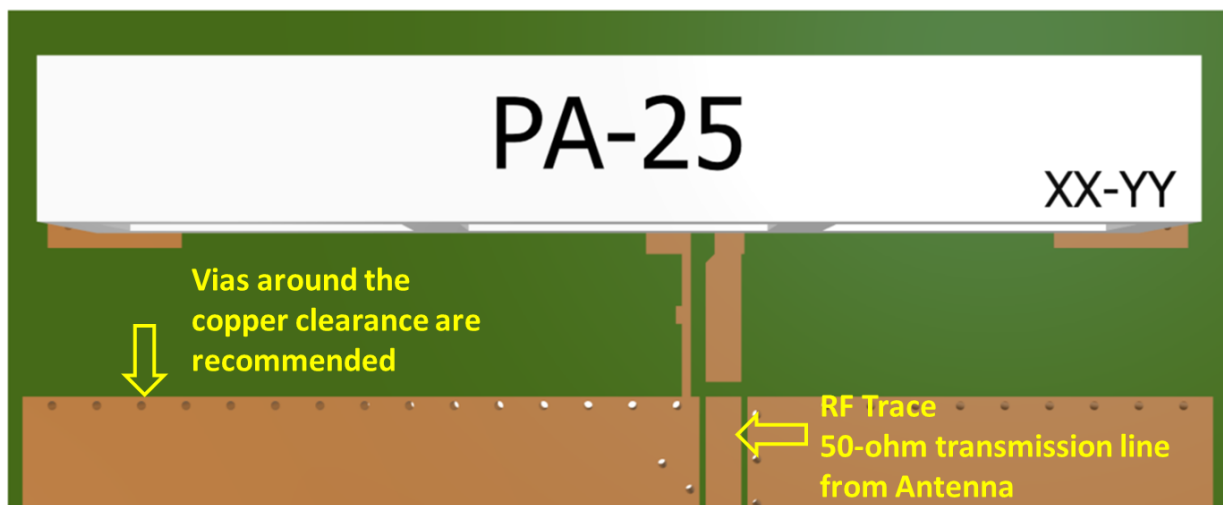 PA-25
XX-YY
Vias around the
copper clearance are
recommended
RF Trace
50-ohm transmission line
from Antenna